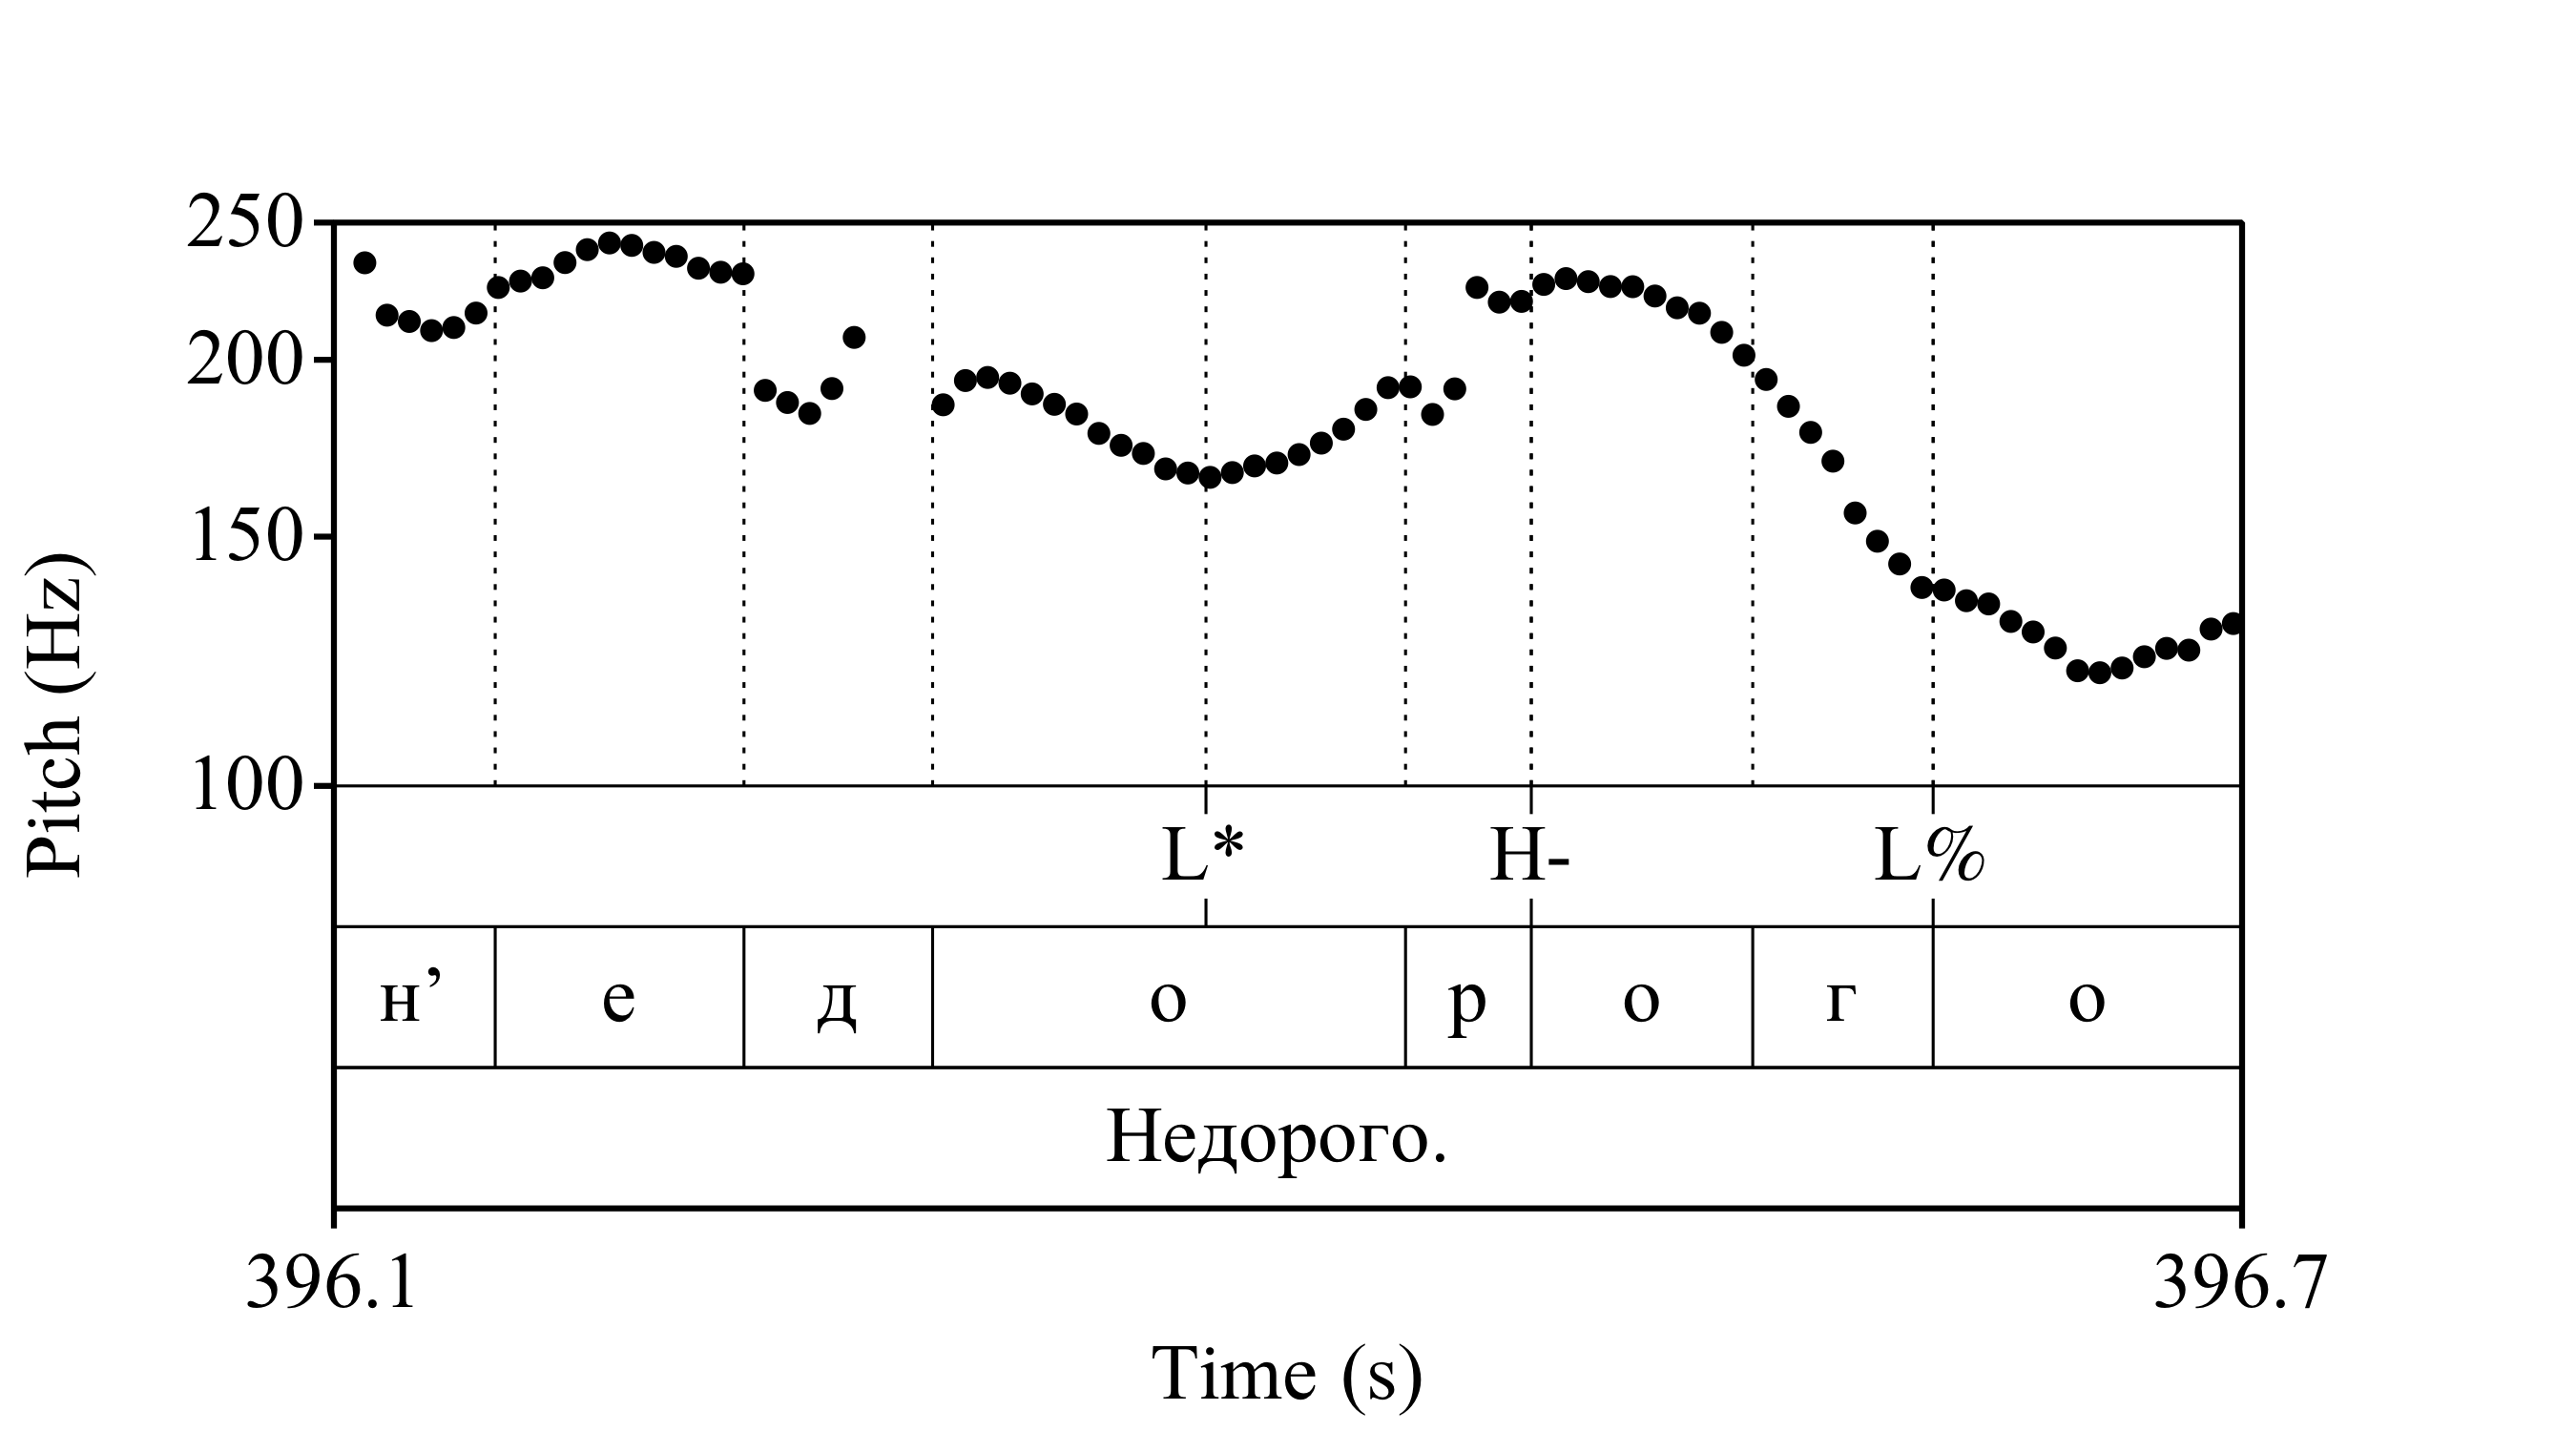 250
200
150
100
Pitch (Hz)
L* H- L%
н’ е д о р о г о
Недорого.
396.1 396.7
Time (s)